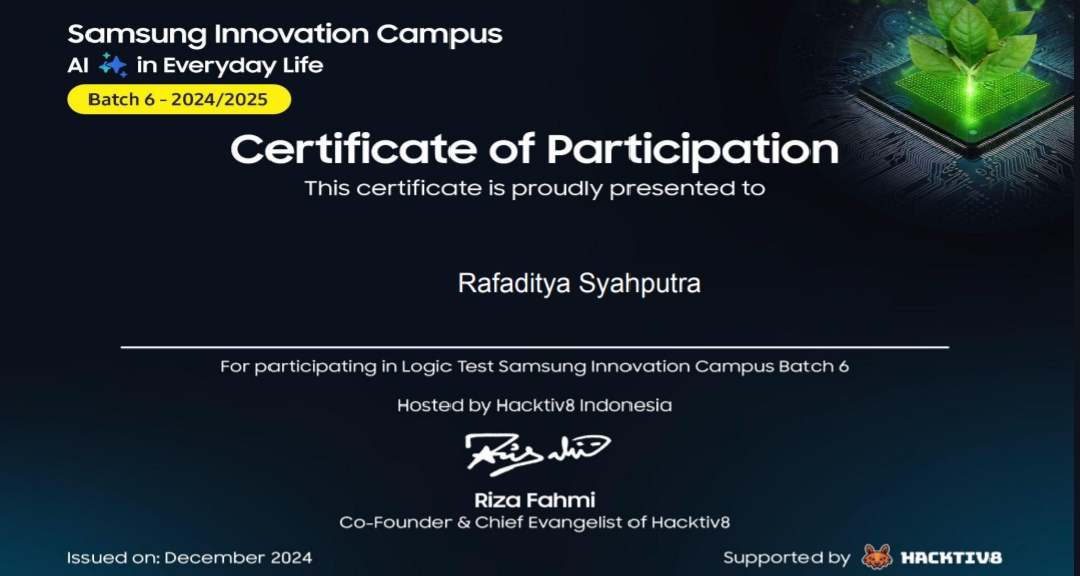 Samsung Innovation Campus
AI in Everyday Life
Batch 6 - 2024/2025
Certificate of Participation
This certificate is proudly presented to
Rafaditya Syahputra
For participating in Logic Test Samsung Innovation Campus Batch 6
Hosted by Hacktiv8 Indonesia
Riza Fahmi
Co-Founder & Chief Evangelist of Hacktiv8
Issued on: December 2024
Supported by HACKTIV8